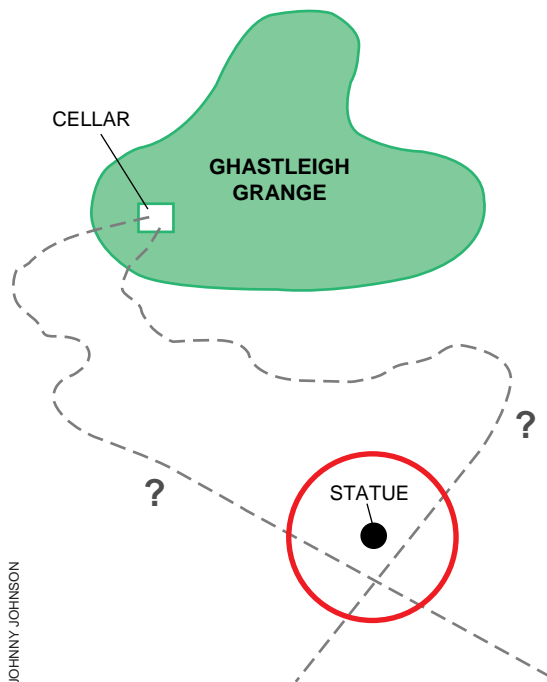 CELLAR
GHASTLEIGH
GRANGE
?
?
STATUE
JOHNNY JOHNSON